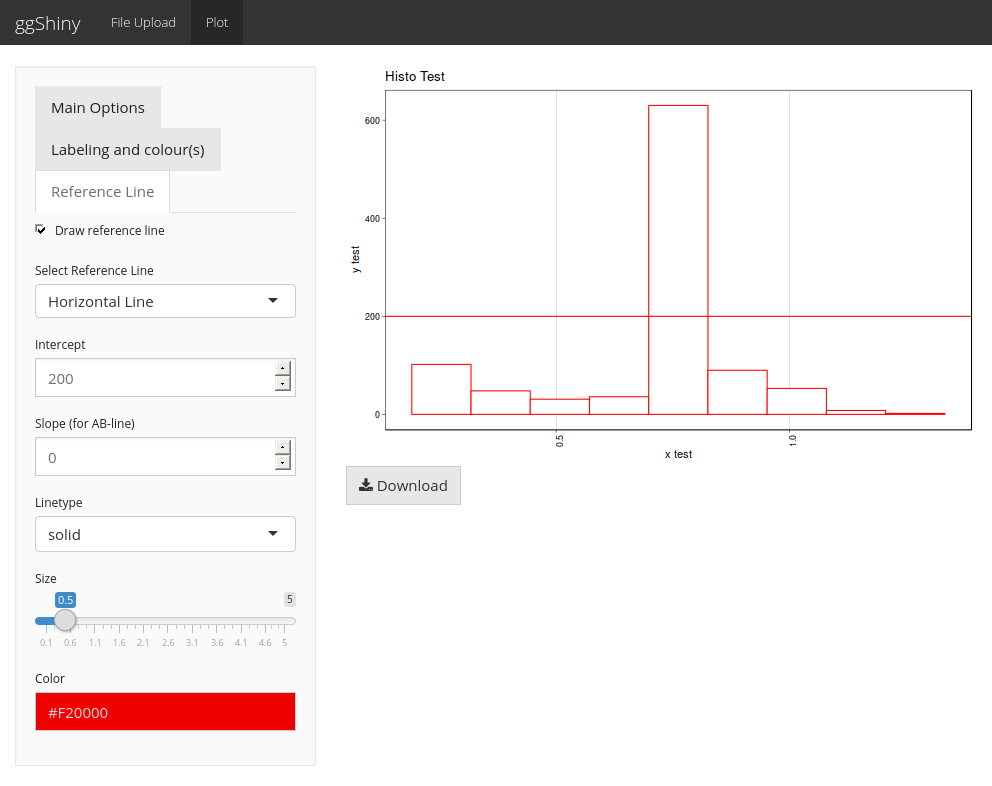 ggShiny File Upload Plot
Main Options
Labeling and colour(s)
Reference Line
Draw reference line
Select Reference Line
Horizontal Line
Intercept
200
Slope (for AB-line)
0
Linetype
solid
Size
0.5 5
0.1 0.6 1.1 1.6 2.1 2.6 3.1 3.6 4.1 4.6 5
Color
#F20000
Histo Test
600
400
200
0
y test
0.5 1.0
x test
Download